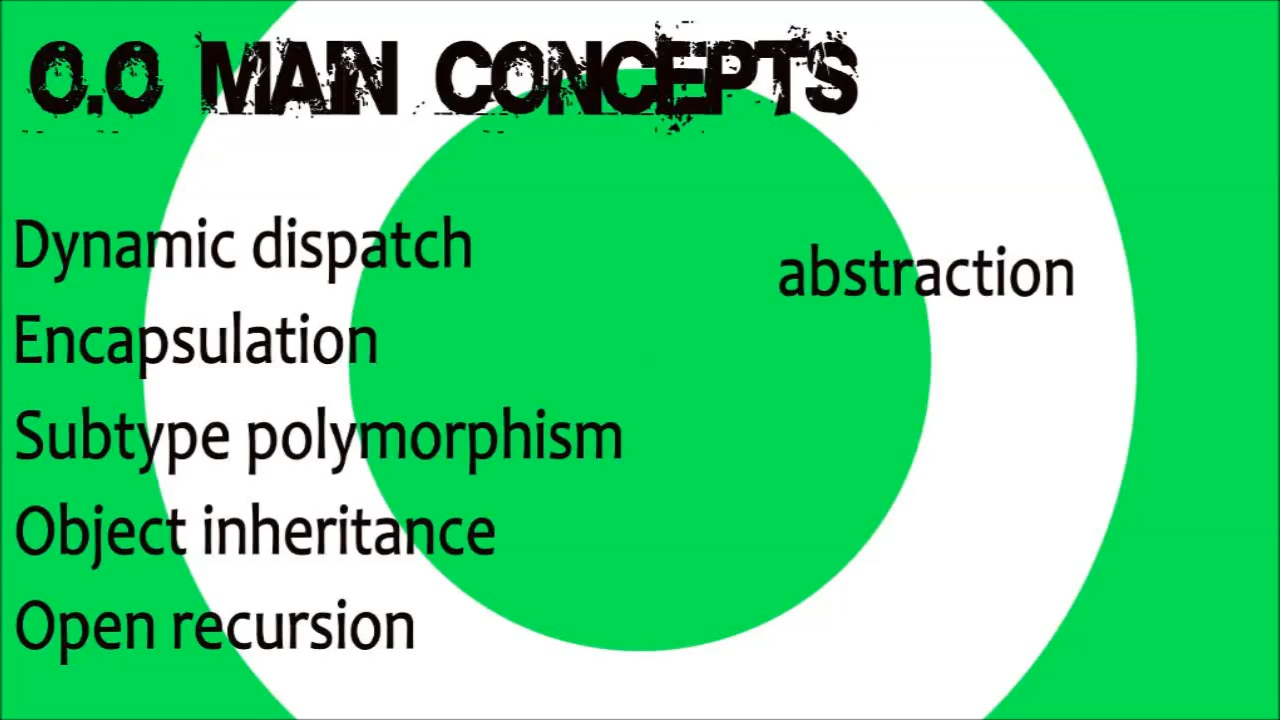 O.O MAIN CONCEPTS
Dynamic dispatch
abstraction
Encapsulation
Subtype polymorphism
Object inheritance
Open recursion